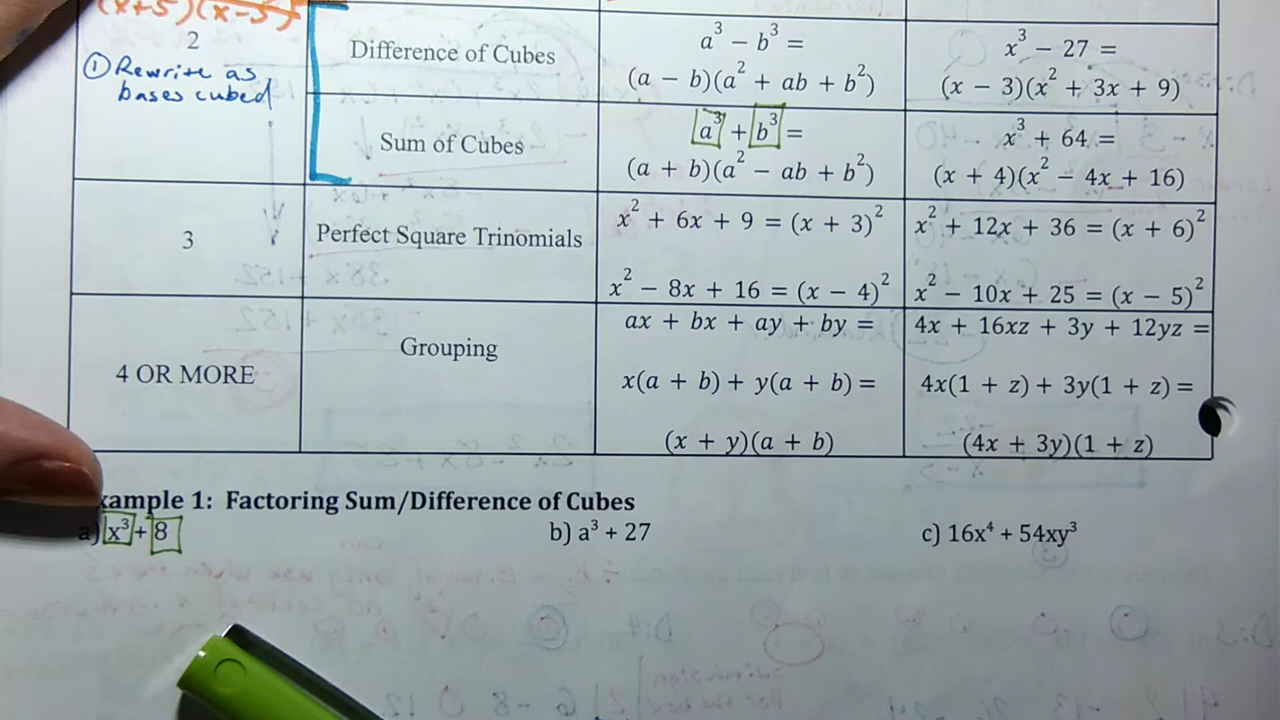 (x+5)(x-5)
2
① Rewrite as
bases cubed
Difference of Cubes
a³ − b³ =
(a − b)(a² + ab + b²)
x³ − 27 =
(x − 3)(x² + 3x + 9)
Sum of Cubes
a³ + b³ =
(a + b)(a² − ab + b²)
x³ + 64 =
(x + 4)(x² − 4x + 16)
3
Perfect Square Trinomials
x² + 6x + 9 = (x + 3)²
x² − 8x + 16 = (x − 4)²
x² + 12x + 36 = (x + 6)²
x² − 10x + 25 = (x − 5)²
4 OR MORE
Grouping
ax + bx + ay + by =
x(a + b) + y(a + b) =
(x + y)(a + b)
4x + 16xz + 3y + 12yz =
4x(1 + z) + 3y(1 + z) =
(4x + 3y)(1 + z)
xample 1: Factoring Sum/Difference of Cubes
a) x³ + 8 b) a³ + 27 c) 16x⁴ + 54xy³